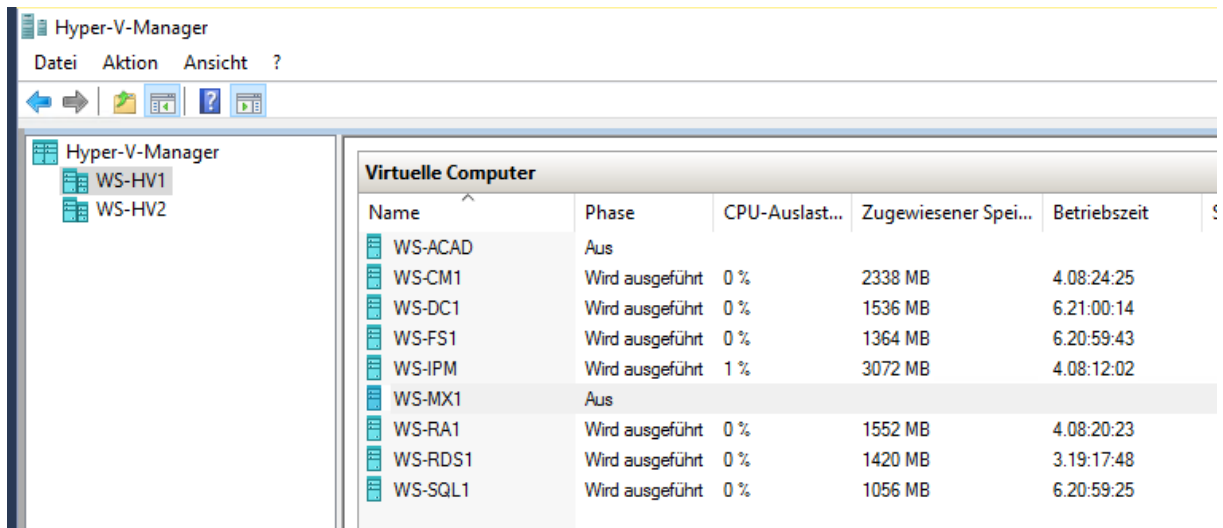 Hyper-V-Manager
Datei Aktion Ansicht ?
Hyper-V-Manager
WS-HV1
WS-HV2
Virtuelle Computer
Name Phase CPU-Auslast... Zugewiesener Spei... Betriebszeit S
WS-ACAD Aus
WS-CM1 Wird ausgeführt 0 % 2338 MB 4.08:24:25
WS-DC1 Wird ausgeführt 0 % 1536 MB 6.21:00:14
WS-FS1 Wird ausgeführt 0 % 1364 MB 6.20:59:43
WS-IPM Wird ausgeführt 1 % 3072 MB 4.08:12:02
WS-MX1 Aus
WS-RA1 Wird ausgeführt 0 % 1552 MB 4.08:20:23
WS-RDS1 Wird ausgeführt 0 % 1420 MB 3.19:17:48
WS-SQL1 Wird ausgeführt 0 % 1056 MB 6.20:59:25